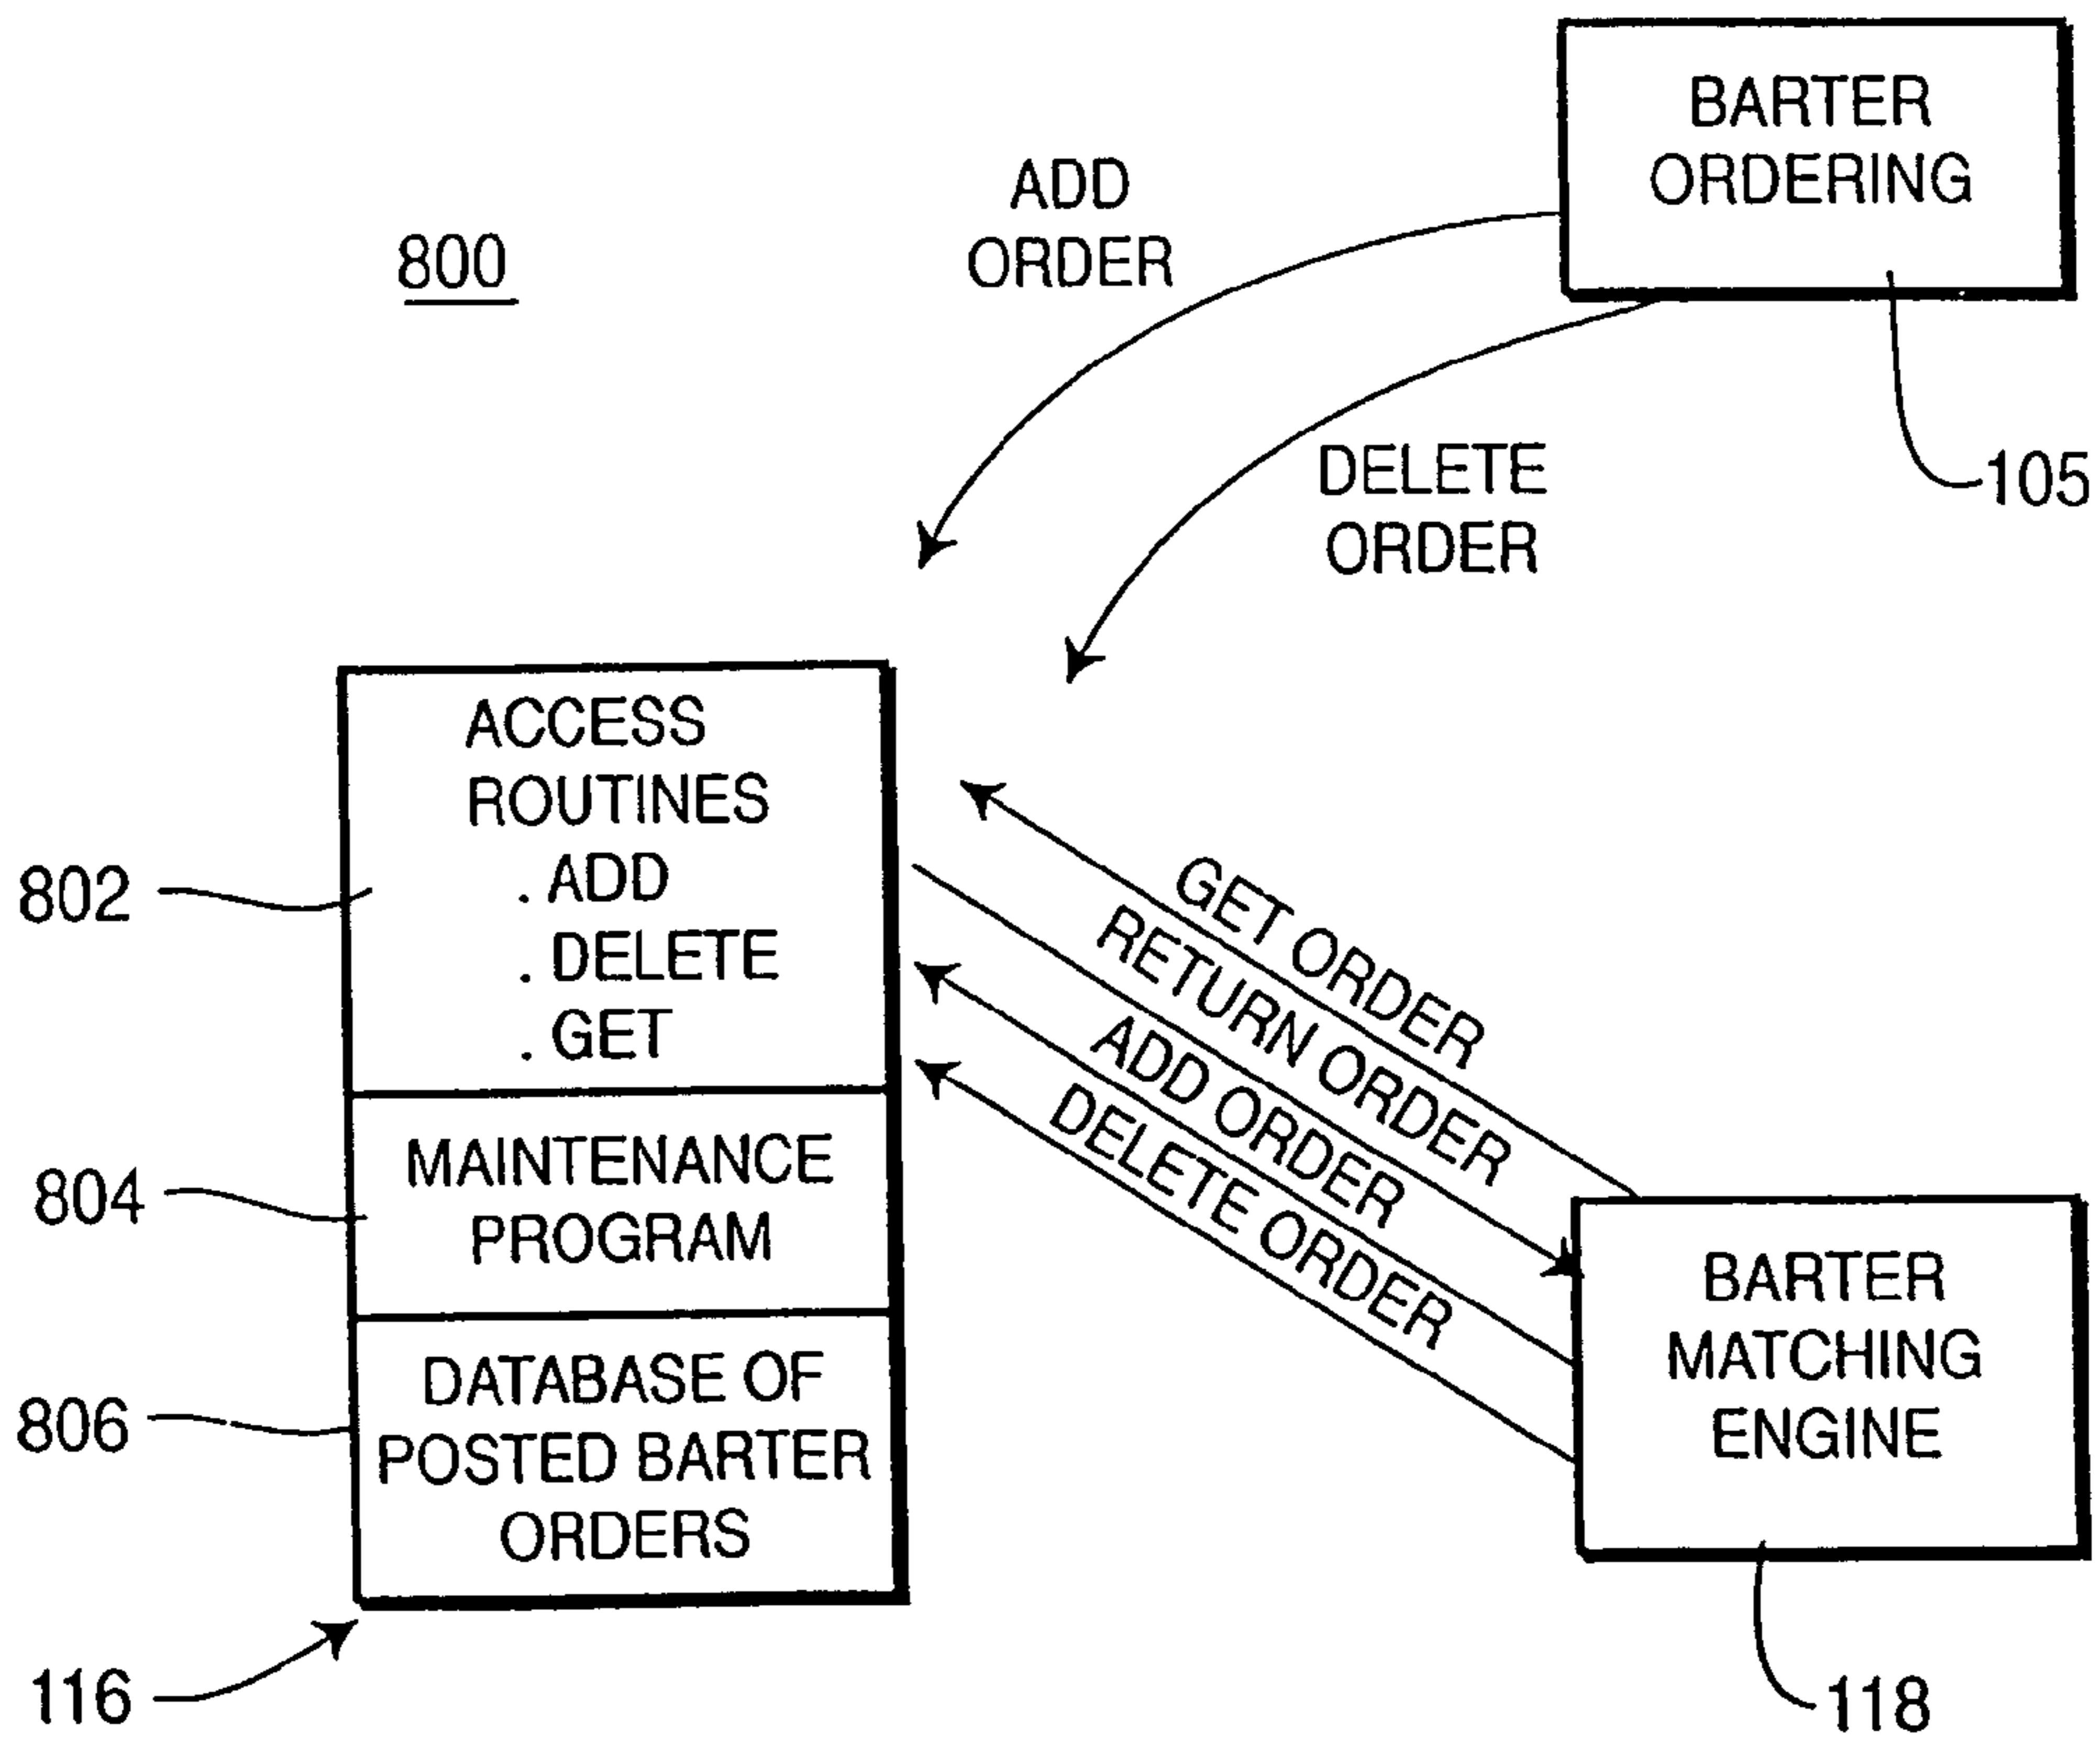 BARTER
ORDERING
105
ADD
ORDER
800
DELETE
ORDER
ACCESS
ROUTINES
. ADD
. DELETE
. GET
802
MAINTENANCE
PROGRAM
804
DATABASE OF
POSTED BARTER
ORDERS
806
116
GET ORDER
RETURN ORDER
ADD ORDER
DELETE ORDER
BARTER
MATCHING
ENGINE
118